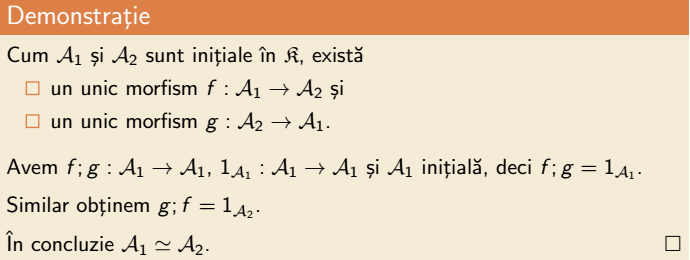 Demonstrație
Cum 𝒜₁ și 𝒜₂ sunt inițiale în 𝔎, există
□ un unic morfism f : 𝒜₁ → 𝒜₂ și
□ un unic morfism g : 𝒜₂ → 𝒜₁.
Avem f; g : 𝒜₁ → 𝒜₁, 1_{𝒜₁} : 𝒜₁ → 𝒜₁ și 𝒜₁ inițială, deci f; g = 1_{𝒜₁}.
Similar obținem g; f = 1_{𝒜₂}.
În concluzie 𝒜₁ ≃ 𝒜₂. □